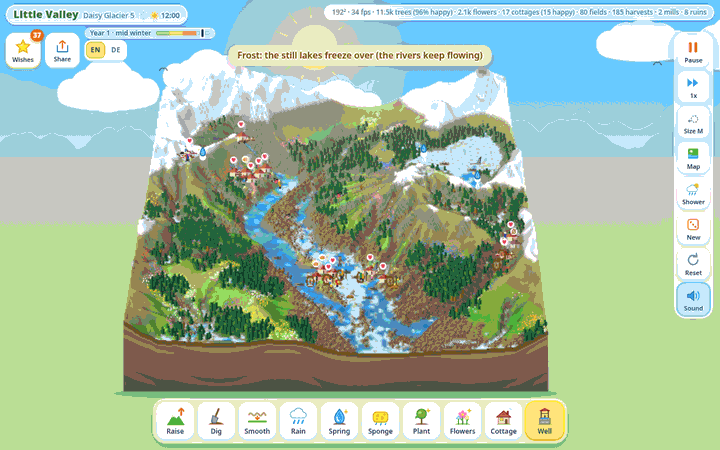 Little Valley Daisy Glacier 5 12:00
192² · 34 fps · 11.5k trees (96% happy) · 2.1k flowers · 17 cottages (15 happy) · 80 fields · 185 harvests · 2 mills · 8 ruins
Year 1 · mid winter
37
Wishes
Share
EN
DE
Frost: the still lakes freeze over (the rivers keep flowing)
Pause
1x
Size M
Map
Shower
New
Reset
Sound
Raise
Dig
Smooth
Rain
Spring
Sponge
Plant
Flowers
Cottage
Well